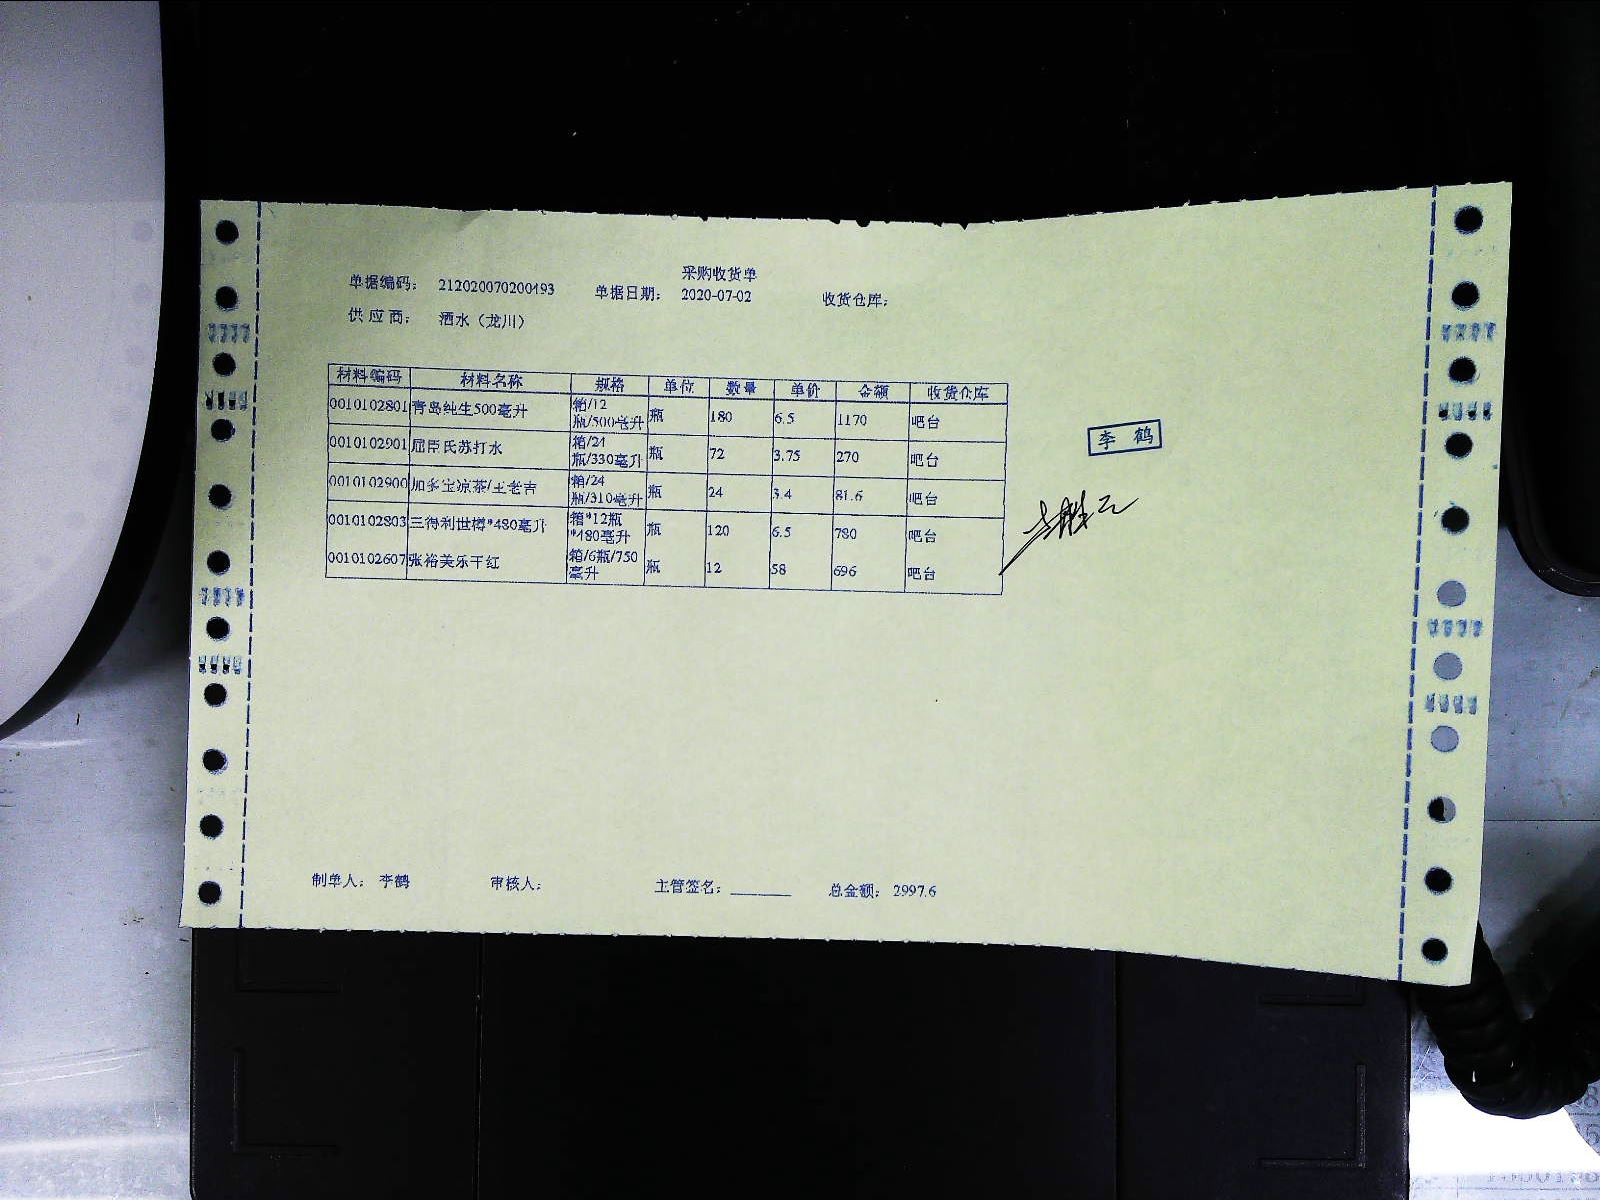 采购收货单
单据编码： 212020070200193 单据日期： 2020-07-02 收货仓库：
供应商： 酒水（龙川）
材料编码 材料名称 规格 单位 数量 单价 金额 收货仓库
0010102801 青岛纯生500毫升 箱/12瓶/500毫升 瓶 180 6.5 1170 吧台
0010102901 屈臣氏苏打水 箱/24瓶/330毫升 瓶 72 3.75 270 吧台
0010102900 加多宝凉茶/王老吉 箱/24瓶/310毫升 瓶 24 3.4 81.6 吧台
0010102803 三得利世樽*480毫升 箱*12瓶*480毫升 瓶 120 6.5 780 吧台
0010102607 张裕美乐干红 箱/6瓶/750毫升 瓶 12 58 696 吧台
李鹤
制单人： 李鹤 审核人： 主管签名：________ 总金额： 2997.6